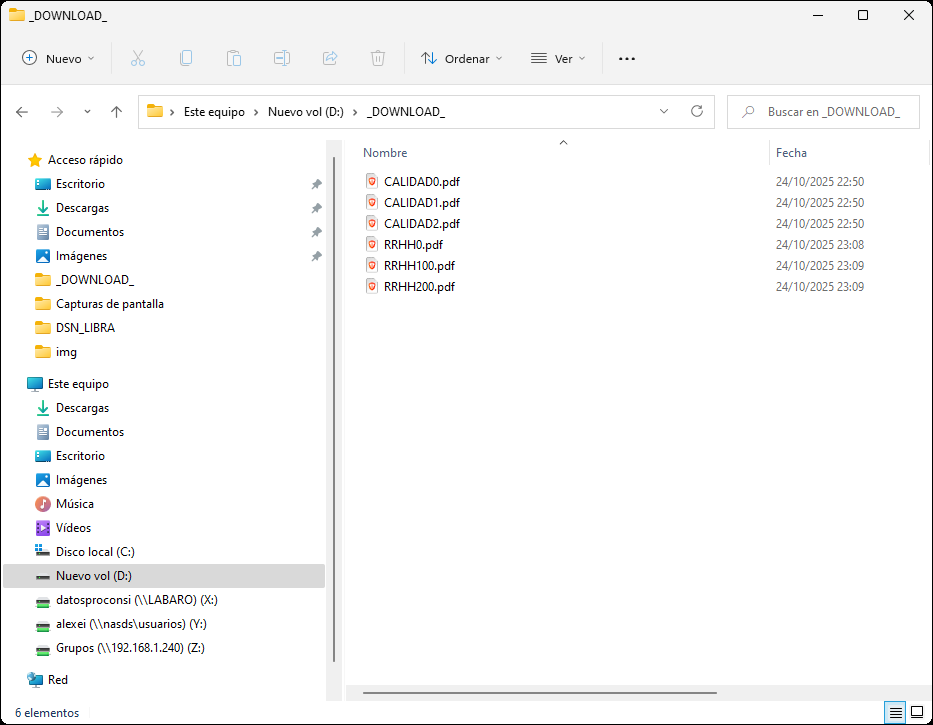 _DOWNLOAD_
Nuevo
Ordenar
Ver
Este equipo
Nuevo vol (D:)
_DOWNLOAD_
Buscar en _DOWNLOAD_
Acceso rápido
Escritorio
Descargas
Documentos
Imágenes
_DOWNLOAD_
Capturas de pantalla
DSN_LIBRA
img
Este equipo
Descargas
Documentos
Escritorio
Imágenes
Música
Vídeos
Disco local (C:)
Nuevo vol (D:)
datosproconsi (\\LABARO) (X:)
alexei (\\nasds\usuarios) (Y:)
Grupos (\\192.168.1.240) (Z:)
Red
Nombre Fecha
CALIDAD0.pdf 24/10/2025 22:50
CALIDAD1.pdf 24/10/2025 22:50
CALIDAD2.pdf 24/10/2025 22:50
RRHH0.pdf 24/10/2025 23:08
RRHH100.pdf 24/10/2025 23:09
RRHH200.pdf 24/10/2025 23:09
6 elementos